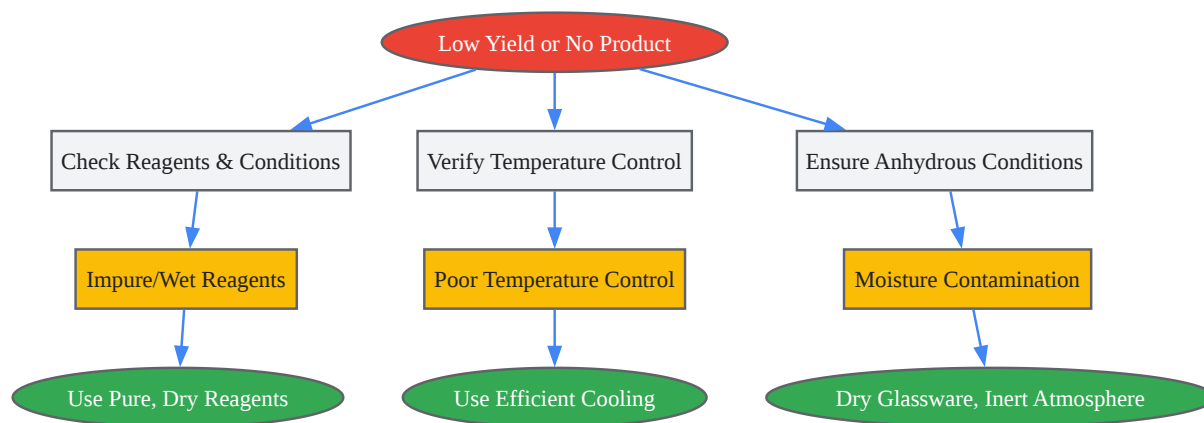 Low Yield or No Product
Check Reagents & Conditions
Verify Temperature Control
Ensure Anhydrous Conditions
Impure/Wet Reagents
Poor Temperature Control
Moisture Contamination
Use Pure, Dry Reagents
Use Efficient Cooling
Dry Glassware, Inert Atmosphere